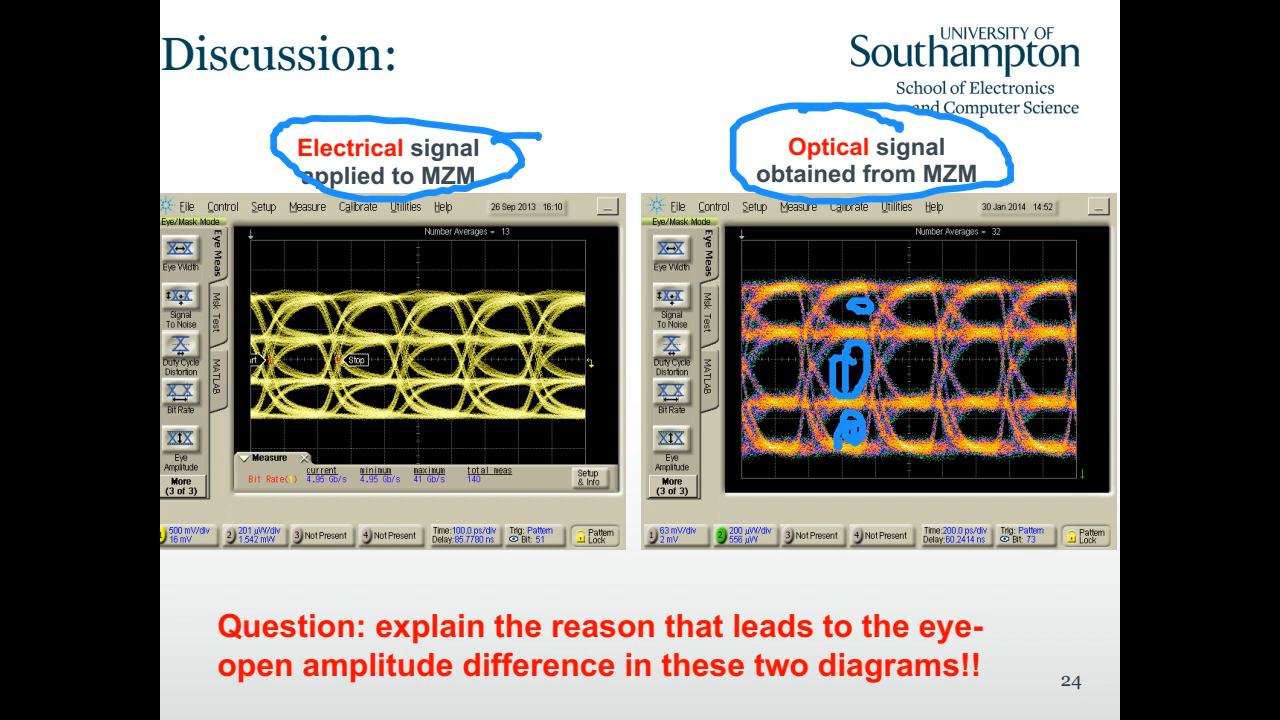 Discussion:
UNIVERSITY OF
Southampton
School of Electronics
and Computer Science
Electrical signal
applied to MZM
Optical signal
obtained from MZM
File Control Setup Measure Calibrate Utilities Help 26 Sep 2013 16:10
Eye/Mask Mode
Number Averages = 13
Eye Meas
Eye Width
Msk Test
Signal
To Noise
MATLAB
Duty Cycle
Distortion
Stop
Bit Rate
Eye
Amplitude
More
(3 of 3)
Measure
current minimum maximum total meas
Bit Rate(1) 4.95 Gb/s 4.95 Gb/s 41 Gb/s 140
Setup
& Info
500 mV/div
16 mV
2 201 µW/div
1.542 mW
3 Not Present
4 Not Present
Time:100.0 ps/div
Delay:85.7780 ns
Trig: Pattern
Bit: 51
Pattern
Lock
File Control Setup Measure Calibrate Utilities Help 30 Jan 2014 14:52
Eye/Mask Mode
Number Averages = 32
Eye Meas
Eye Width
Msk Test
Signal
To Noise
MATLAB
Duty Cycle
Distortion
Bit Rate
Eye
Amplitude
More
(3 of 3)
1 63 mV/div
2 mV
2 200 µW/div
556 µW
3 Not Present
4 Not Present
Time:200.0 ps/div
Delay:60.2414 ns
Trig: Pattern
Bit: 73
Pattern
Lock
Question: explain the reason that leads to the eye-
open amplitude difference in these two diagrams!!
24